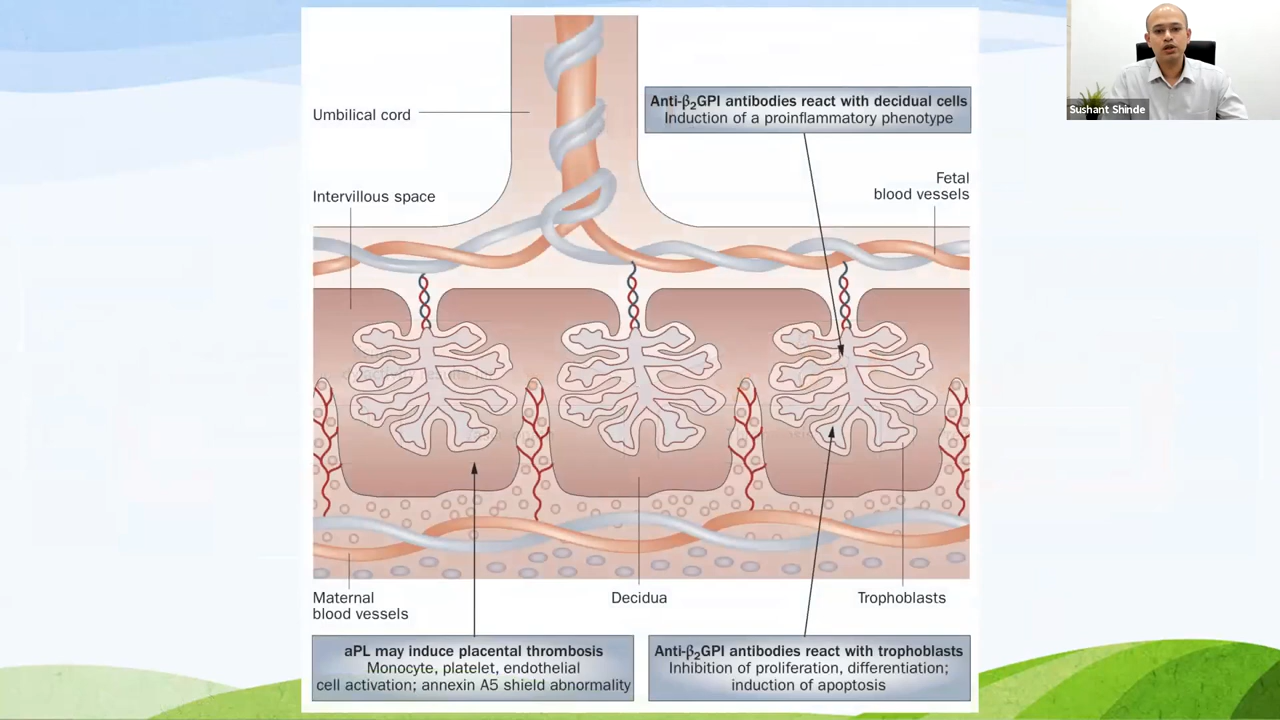 Umbilical cord
Anti-β₂GPI antibodies react with decidual cells
Induction of a proinflammatory phenotype
Sushant Shinde
Intervillous space
Fetal
blood vessels
Maternal
blood vessels
Decidua
Trophoblasts
aPL may induce placental thrombosis
Monocyte, platelet, endothelial
cell activation; annexin A5 shield abnormality
Anti-β₂GPI antibodies react with trophoblasts
Inhibition of proliferation, differentiation;
induction of apoptosis